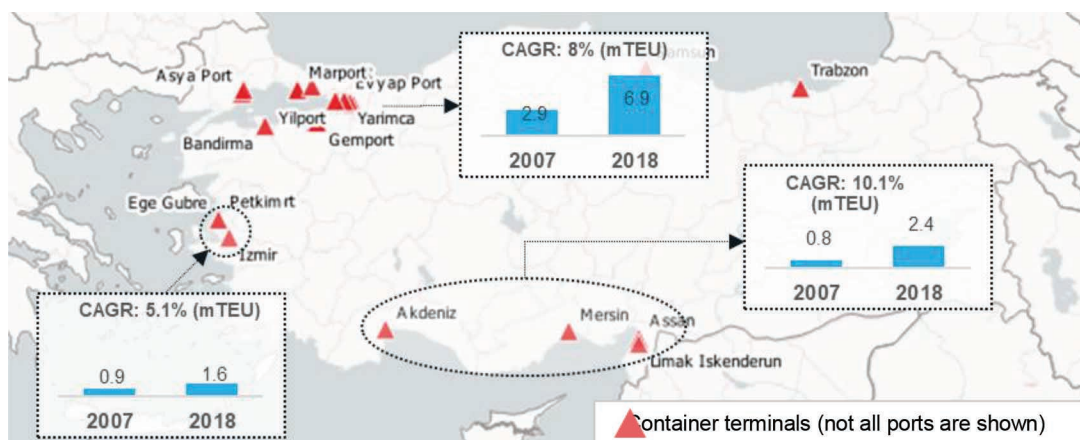 CAGR: 8% (mTEU)
2.9
6.9
2007 2018
Asya Port
Marport
Evyap Port
Yilport
Yarimca
Bandirma
Gemport
Trabzon
CAGR: 10.1%
(mTEU)
0.8
2.4
2007 2018
Ege Gubre
Izmir
CAGR: 5.1% (mTEU)
0.9
1.6
2007 2018
Akdeniz
Mersin
Assan
Limak Iskenderun
Container terminals (not all ports are shown)